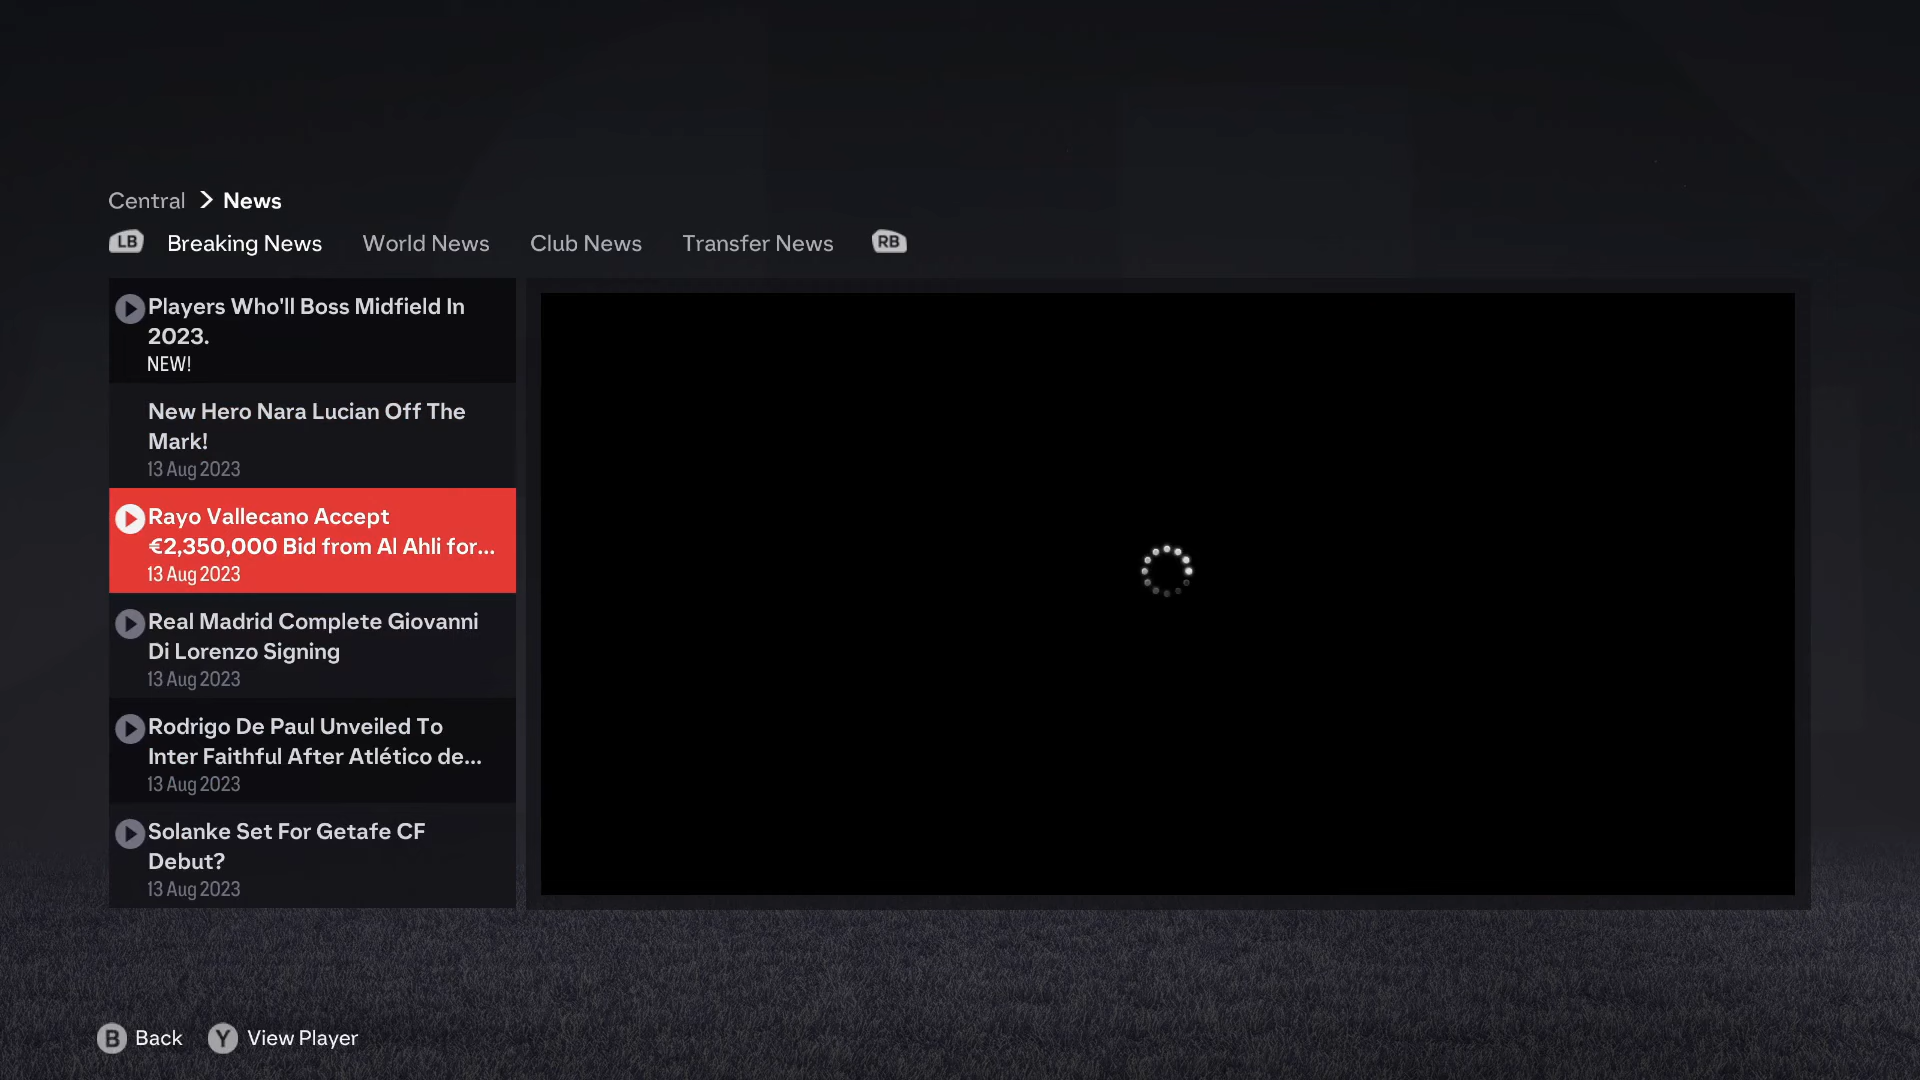 Central > News
LB Breaking News World News Club News Transfer News RB
Players Who'll Boss Midfield In
2023.
NEW!
New Hero Nara Lucian Off The
Mark!
13 Aug 2023
Rayo Vallecano Accept
€2,350,000 Bid from Al Ahli for...
13 Aug 2023
Real Madrid Complete Giovanni
Di Lorenzo Signing
13 Aug 2023
Rodrigo De Paul Unveiled To
Inter Faithful After Atlético de...
13 Aug 2023
Solanke Set For Getafe CF
Debut?
13 Aug 2023
B Back Y View Player